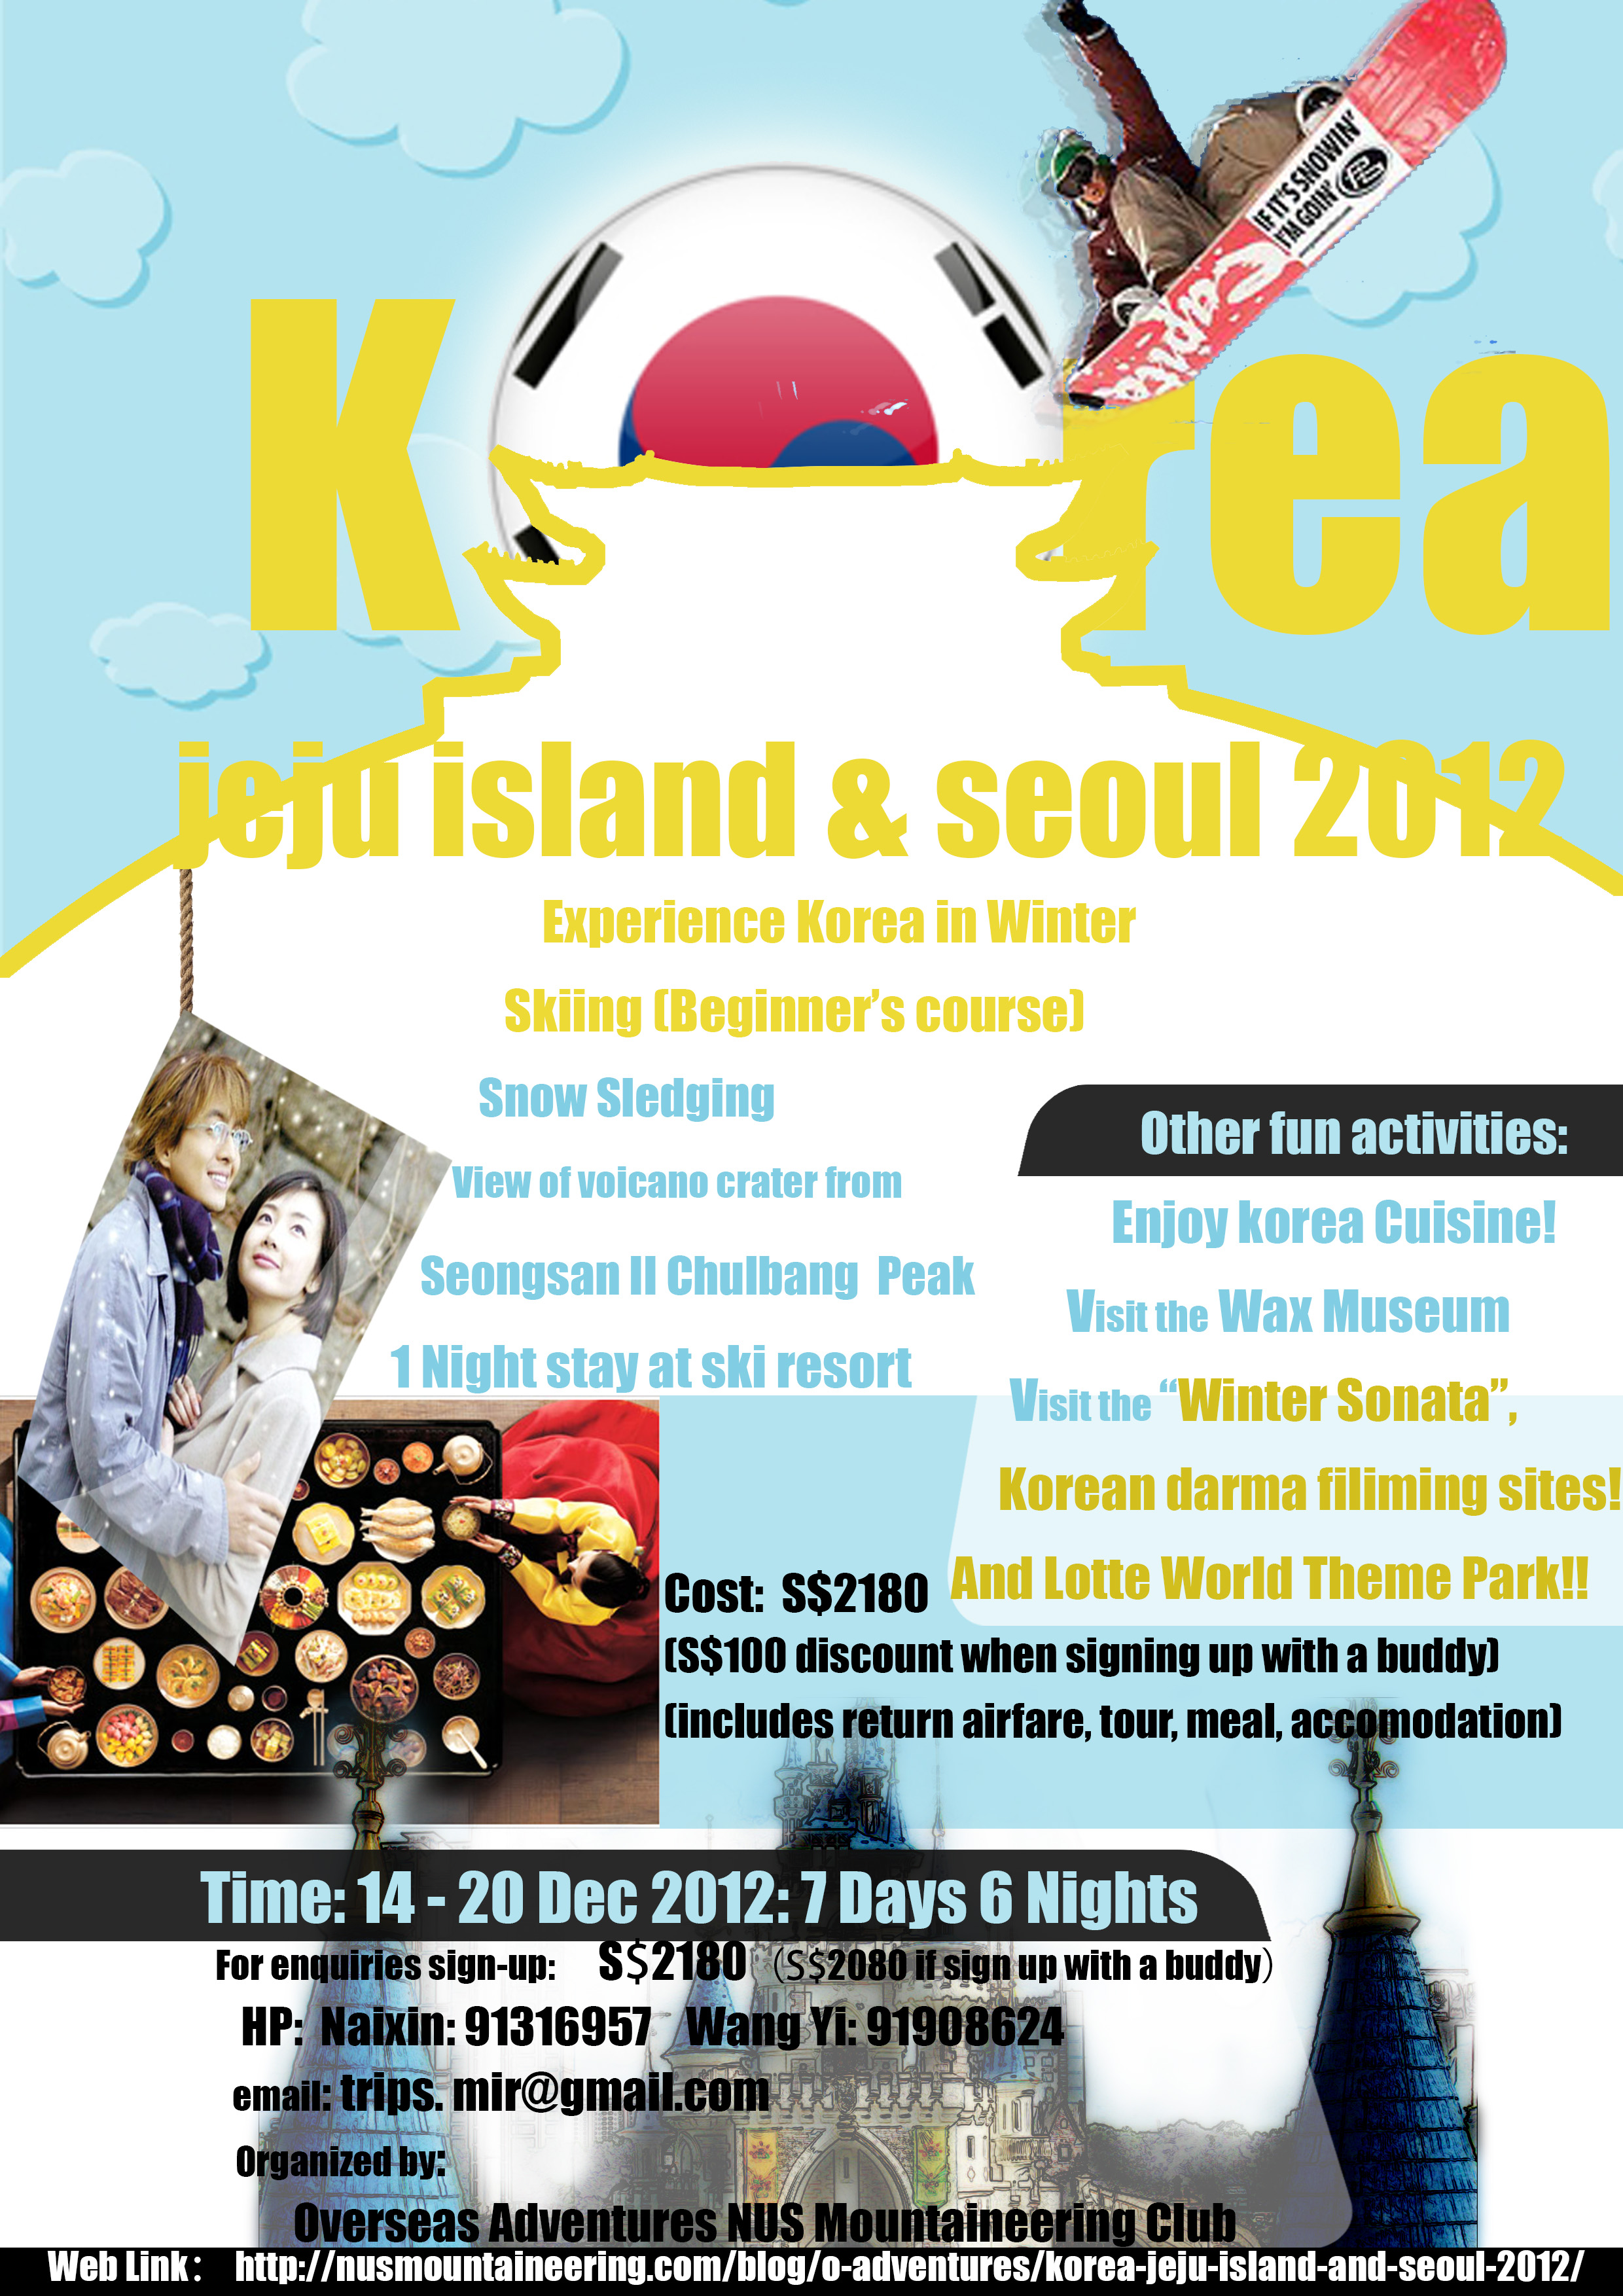 IF IT'S SNOWIN'
I'M GOIN'
Korea
jeju island & seoul 2012
Experience Korea in Winter
Skiing (Beginner's course)
Snow Sledging
View of voicano crater from
Seongsan Il Chulbang Peak
1 Night stay at ski resort
Other fun activities:
Enjoy korea Cuisine!
Visit the Wax Museum
Visit the "Winter Sonata",
Korean darma filiming sites!
And Lotte World Theme Park!!
Cost: S$2180
(S$100 discount when signing up with a buddy)
(includes return airfare, tour, meal, accomodation)
Time: 14 - 20 Dec 2012: 7 Days 6 Nights
For enquiries sign-up: S$2180 (S$2080 if sign up with a buddy)
HP: Naixin: 91316957 Wang Yi: 91908624
email: trips. mir@gmail.com
Organized by:
Overseas Adventures NUS Mountaineering Club
Web Link： http://nusmountaineering.com/blog/o-adventures/korea-jeju-island-and-seoul-2012/